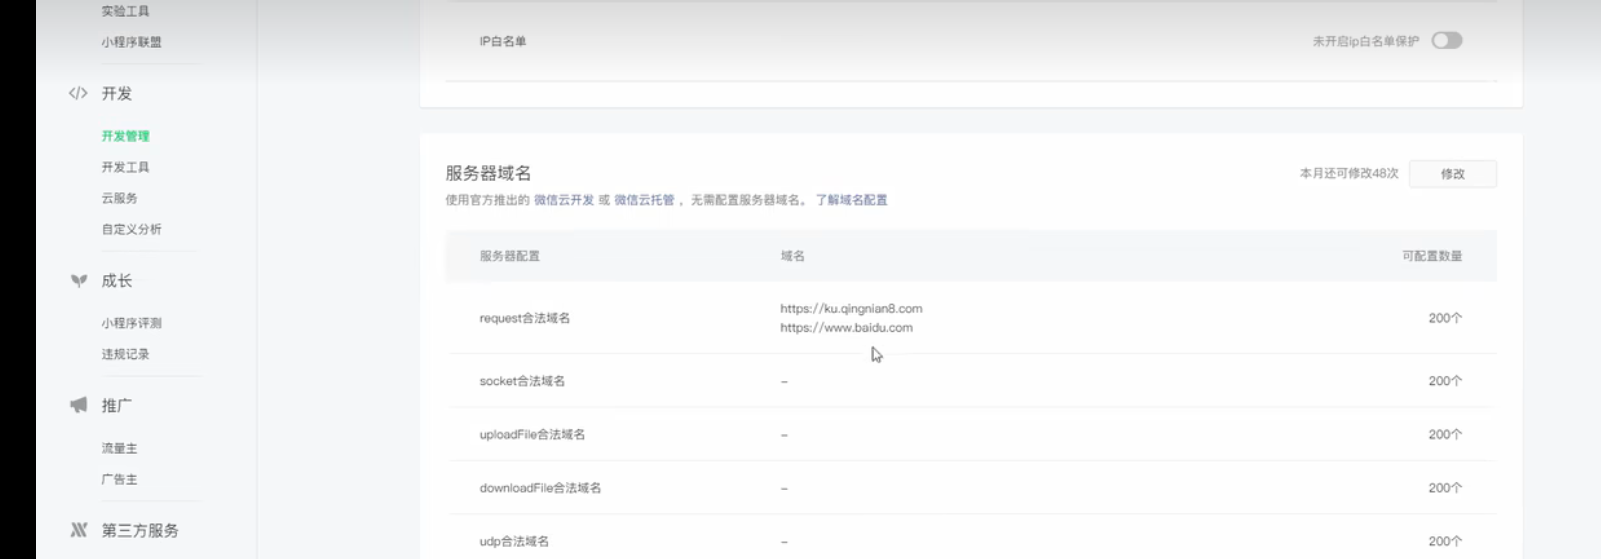 实验工具
小程序联盟
开发
开发管理
开发工具
云服务
自定义分析
成长
小程序评测
违规记录
推广
流量主
广告主
第三方服务
IP白名单
未开启ip白名单保护
服务器域名
本月还可修改48次
修改
使用官方推出的 微信云开发 或 微信云托管 ，无需配置服务器域名。 了解域名配置
服务器配置 域名 可配置数量
request合法域名 https://ku.qingnian8.com 200个
https://www.baidu.com
socket合法域名 – 200个
uploadFile合法域名 – 200个
downloadFile合法域名 – 200个
udp合法域名 – 200个